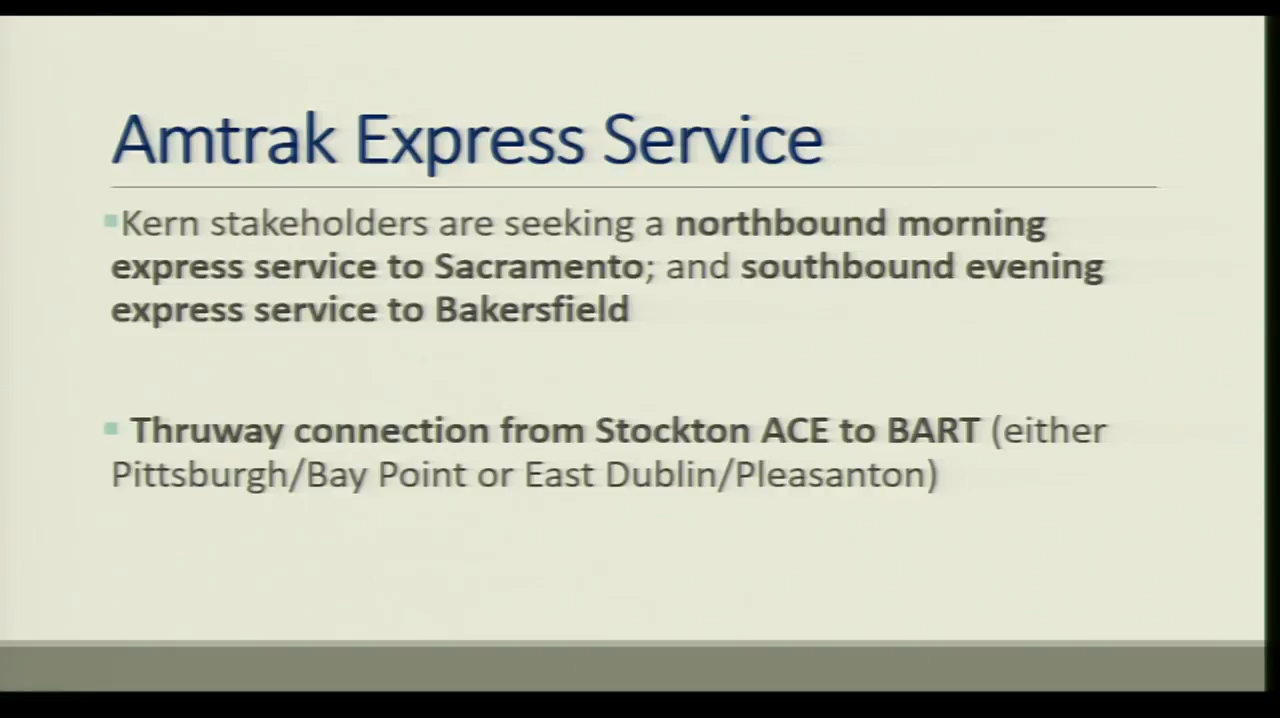 Amtrak Express Service
▪Kern stakeholders are seeking a northbound morning
express service to Sacramento; and southbound evening
express service to Bakersfield
▪ Thruway connection from Stockton ACE to BART (either
Pittsburgh/Bay Point or East Dublin/Pleasanton)